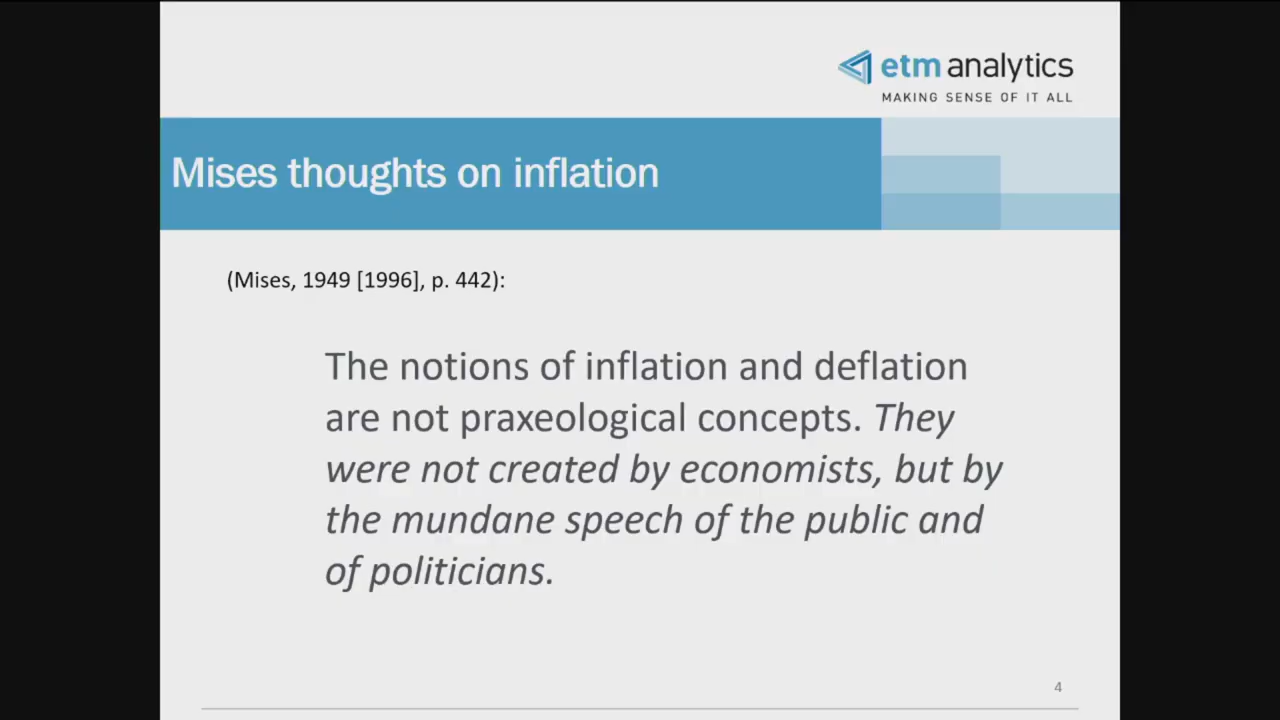 etm analytics
MAKING SENSE OF IT ALL
Mises thoughts on inflation
(Mises, 1949 [1996], p. 442):
The notions of inflation and deflation
are not praxeological concepts. They
were not created by economists, but by
the mundane speech of the public and
of politicians.
4